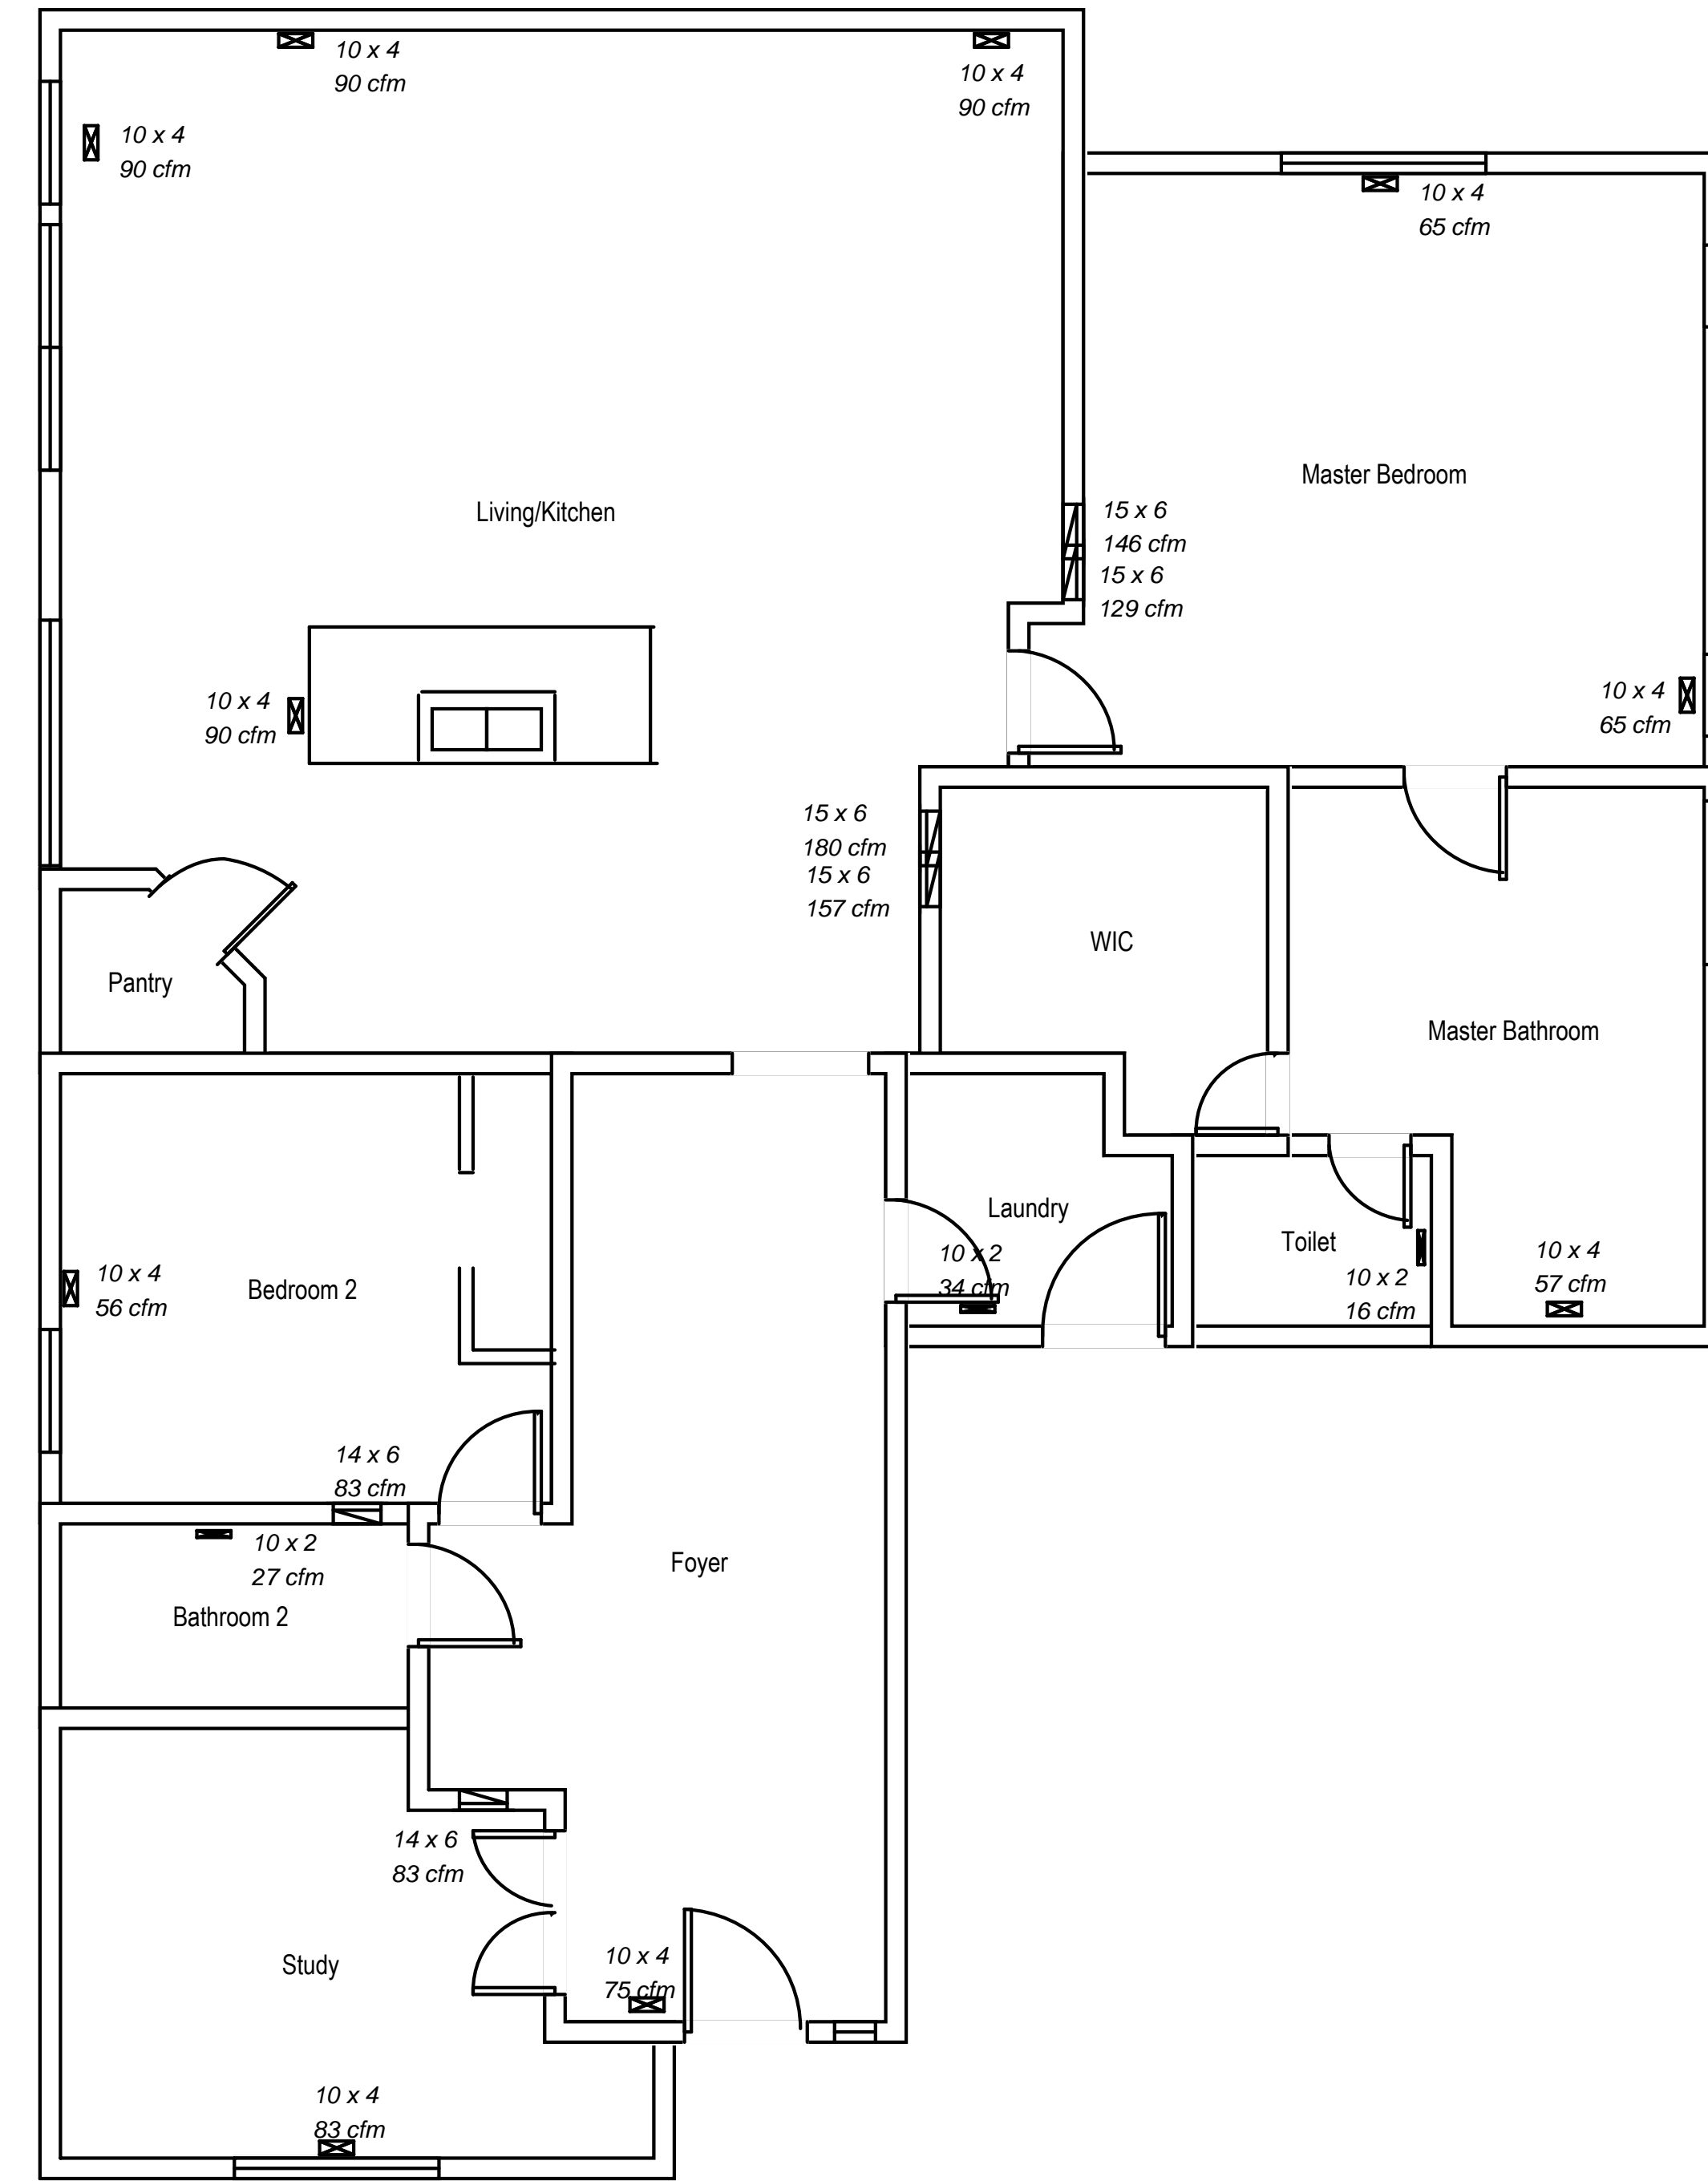 10 x 4
90 cfm
10 x 4
90 cfm
10 x 4
90 cfm
10 x 4
65 cfm
Living/Kitchen
Master Bedroom
15 x 6
146 cfm
15 x 6
129 cfm
10 x 4
90 cfm
10 x 4
65 cfm
15 x 6
180 cfm
15 x 6
157 cfm
Pantry
WIC
Master Bathroom
Laundry
10 x 2
34 cfm
Toilet
10 x 2
16 cfm
10 x 4
57 cfm
10 x 4
56 cfm
Bedroom 2
14 x 6
83 cfm
10 x 2
27 cfm
Bathroom 2
Foyer
14 x 6
83 cfm
Study
10 x 4
75 cfm
10 x 4
83 cfm